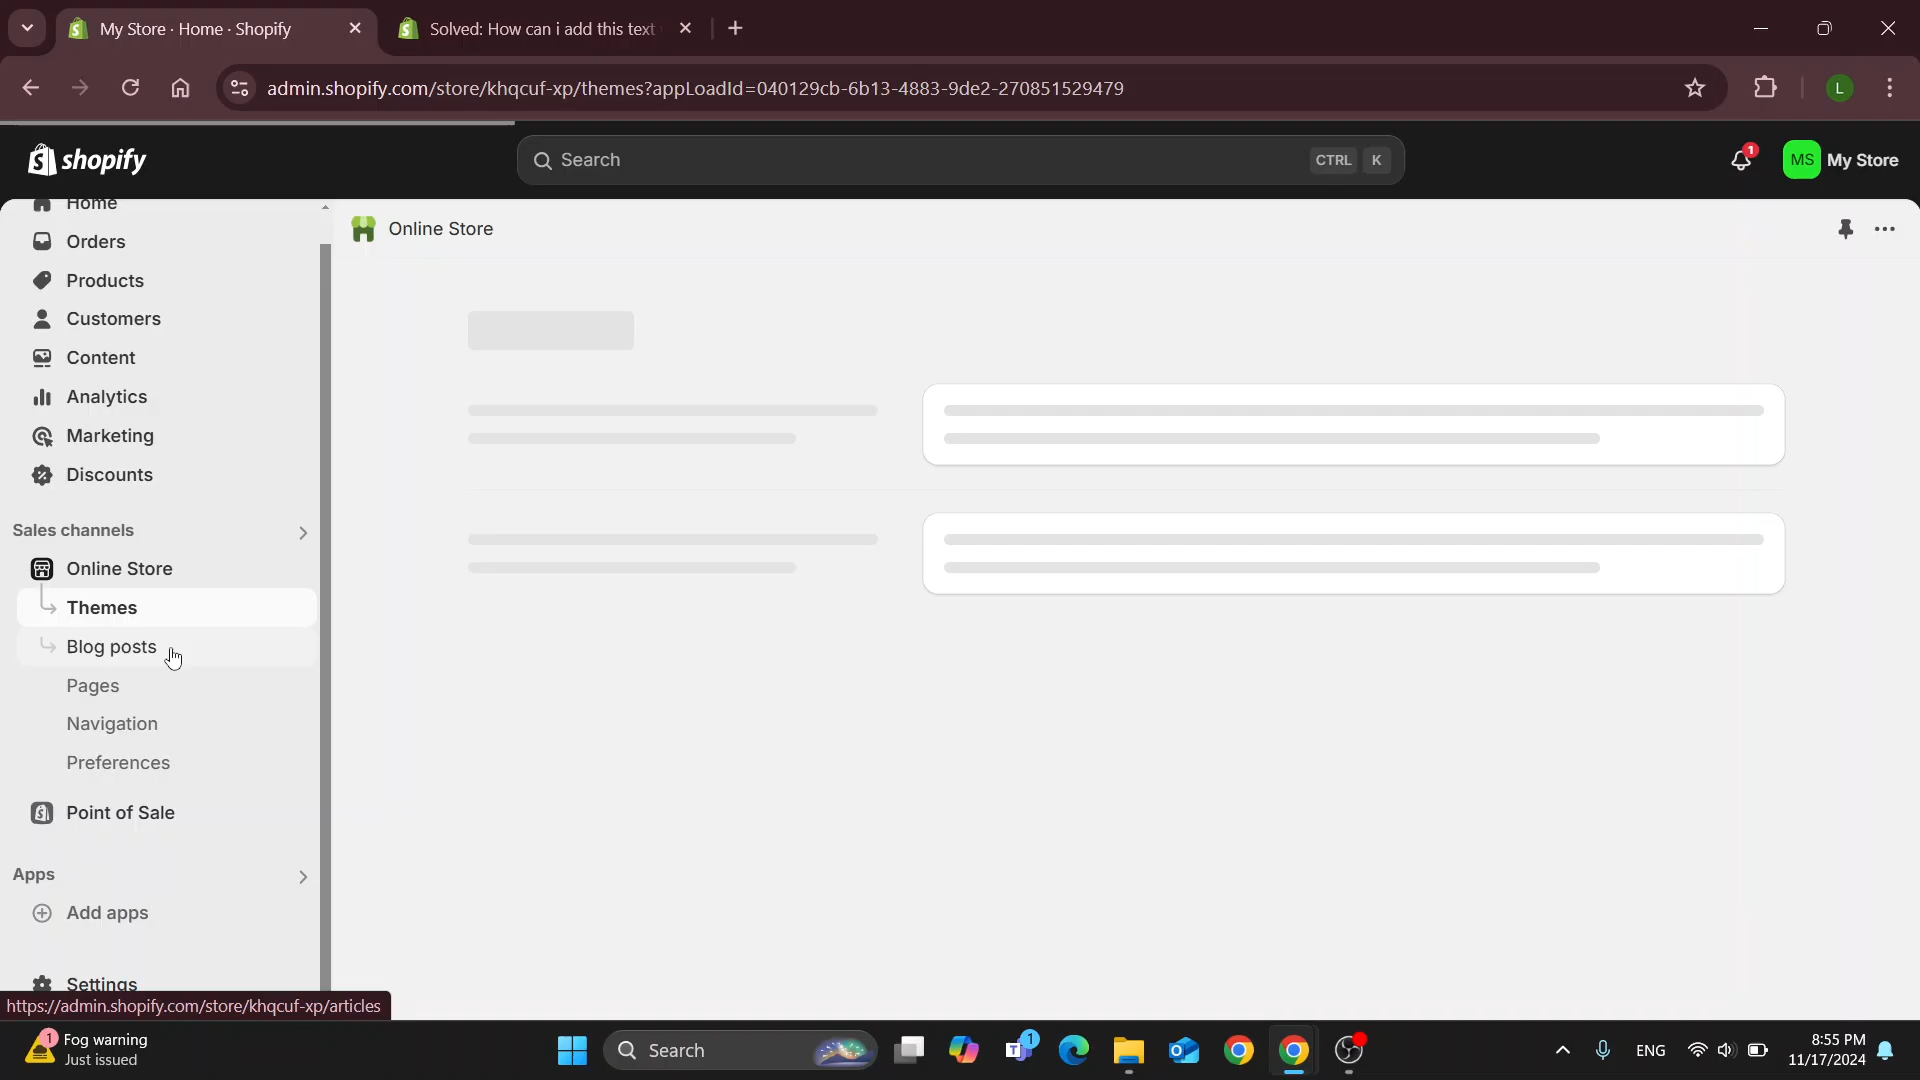 My Store · Home · Shopify
Solved: How can i add this text
admin.shopify.com/store/khqcuf-xp/themes?appLoadId=040129cb-6b13-4883-9de2-270851529479
L
shopify
Search
CTRL K
1
MS My Store
Home
Orders
Products
Customers
Content
Analytics
Marketing
Discounts
Sales channels
Online Store
Themes
Blog posts
Pages
Navigation
Preferences
Point of Sale
Apps
Add apps
Settings
Online Store
https://admin.shopify.com/store/khqcuf-xp/articles
1
Fog warning
Just issued
Search
1
ENG
8:55 PM
11/17/2024